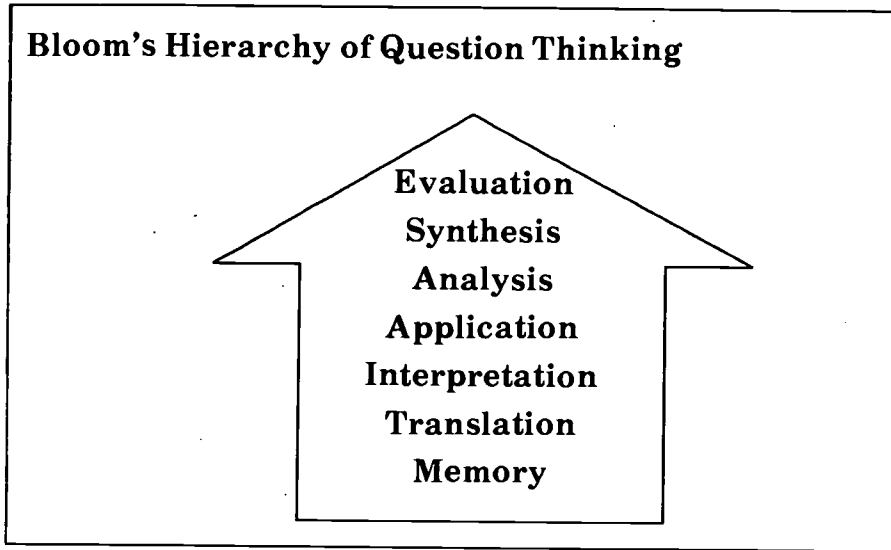 Bloom's Hierarchy of Question Thinking
Evaluation
Synthesis
Analysis
Application
Interpretation
Translation
Memory